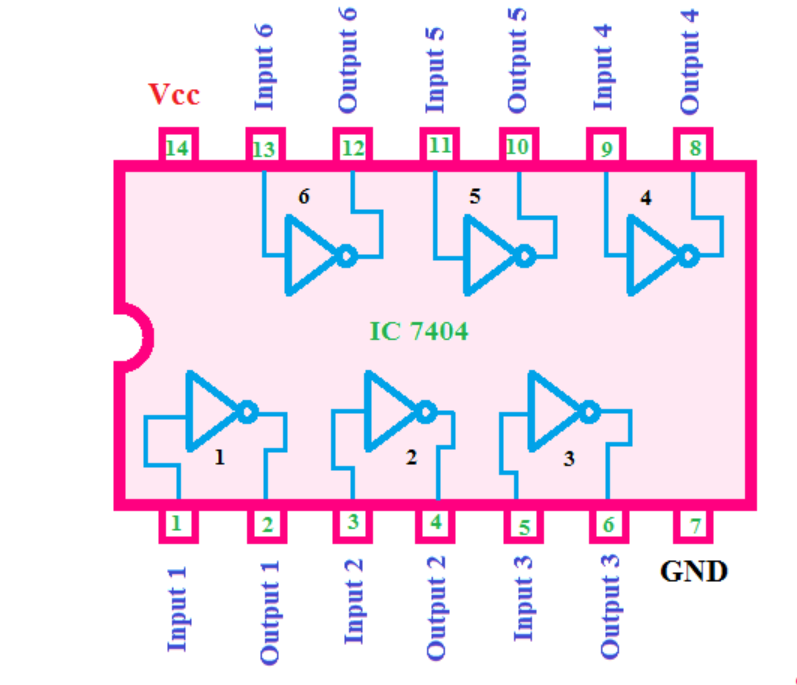 Input 6
Output 6
Input 5
Output 5
Input 4
Output 4
Vcc
14
13
12
11
10
9
8
6
5
4
IC 7404
1
2
3
1
2
3
4
5
6
7
Input 1
Output 1
Input 2
Output 2
Input 3
Output 3
GND